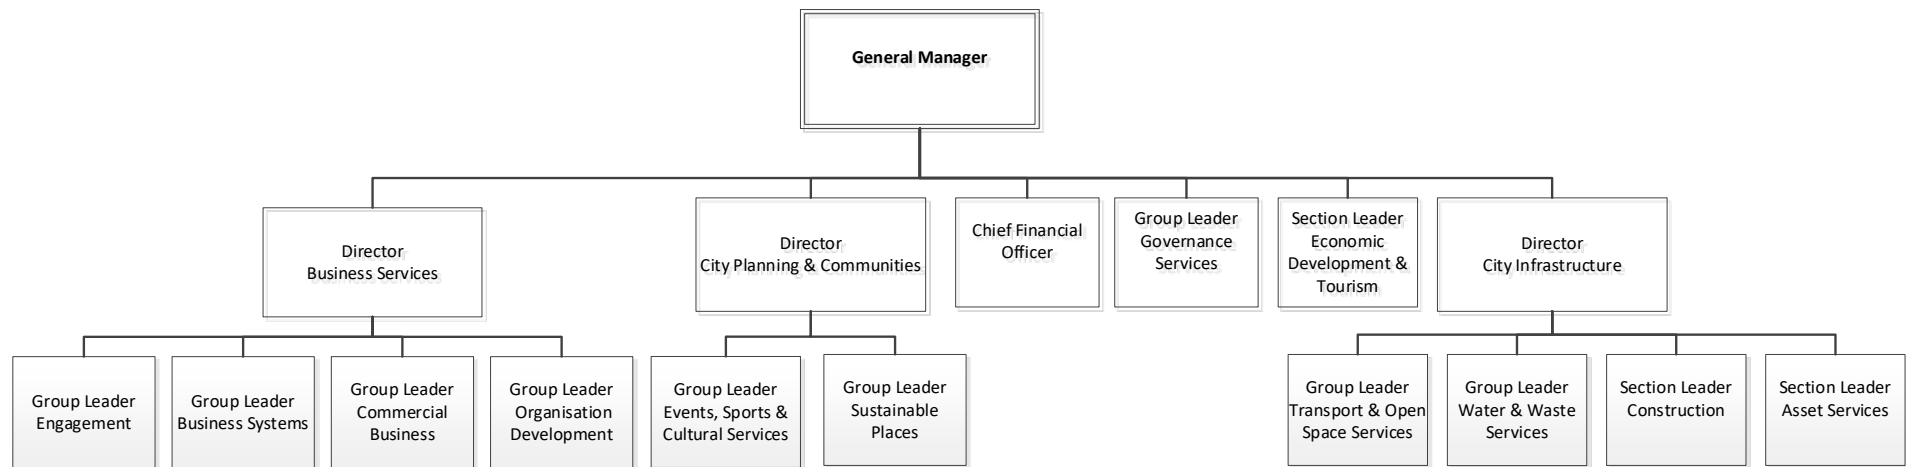 General Manager
Director
Business Services
Director
City Planning & Communities
Chief Financial
Officer
Group Leader
Governance
Services
Section Leader
Economic
Development &
Tourism
Director
City Infrastructure
Group Leader
Engagement
Group Leader
Business Systems
Group Leader
Commercial
Business
Group Leader
Organisation
Development
Group Leader
Events, Sports &
Cultural Services
Group Leader
Sustainable
Places
Group Leader
Transport & Open
Space Services
Group Leader
Water & Waste
Services
Section Leader
Construction
Section Leader
Asset Services